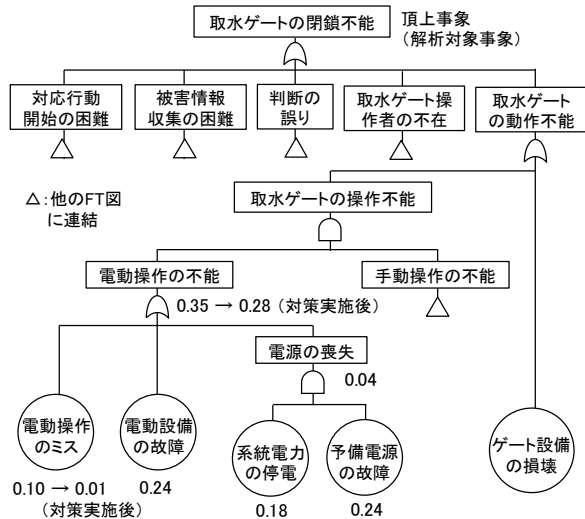 取水ゲートの閉鎖不能
頂上事象
(解析対象事象)
対応行動
開始の困難
被害情報
収集の困難
判断の
誤り
取水ゲート操
作者の不在
取水ゲート
の動作不能
△:他のFT図
に連結
取水ゲートの操作不能
電動操作の不能
手動操作の不能
0.35 → 0.28 (対策実施後)
電源の喪失
0.04
電動操作
のミス
電動設備
の故障
系統電力
の停電
予備電源
の故障
ゲート設備
の損壊
0.10 → 0.01
(対策実施後)
0.24
0.18
0.24